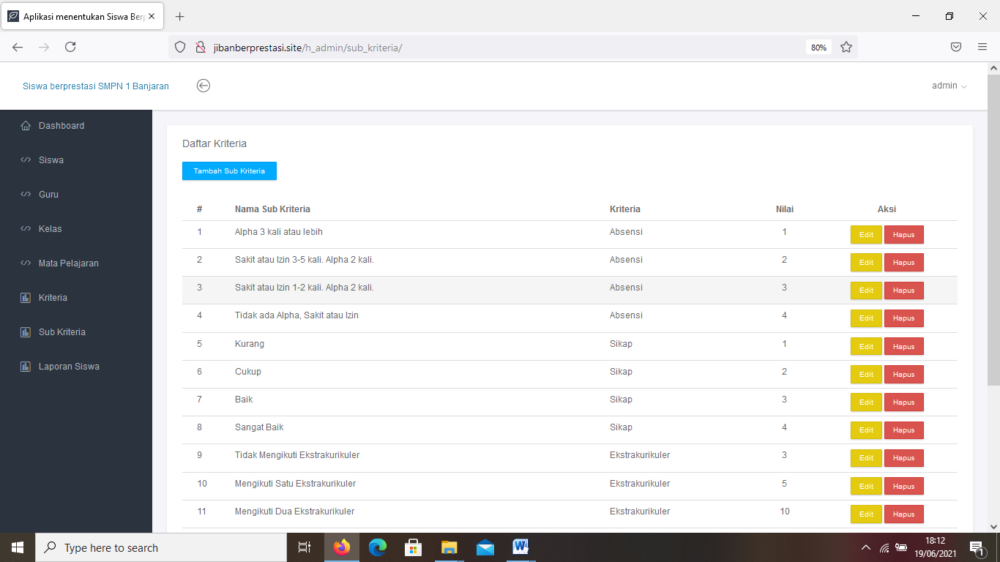 Aplikasi menentukan Siswa Berp
jibanberprestasi.site/h_admin/sub_kriteria/
80%
Siswa berprestasi SMPN 1 Banjaran
admin
Dashboard
Siswa
Guru
Kelas
Mata Pelajaran
Kriteria
Sub Kriteria
Laporan Siswa
Daftar Kriteria
Tambah Sub Kriteria
# Nama Sub Kriteria Kriteria Nilai Aksi
1 Alpha 3 kali atau lebih Absensi 1 Edit Hapus
2 Sakit atau Izin 3-5 kali. Alpha 2 kali. Absensi 2 Edit Hapus
3 Sakit atau Izin 1-2 kali. Alpha 2 kali. Absensi 3 Edit Hapus
4 Tidak ada Alpha, Sakit atau Izin Absensi 4 Edit Hapus
5 Kurang Sikap 1 Edit Hapus
6 Cukup Sikap 2 Edit Hapus
7 Baik Sikap 3 Edit Hapus
8 Sangat Baik Sikap 4 Edit Hapus
9 Tidak Mengikuti Ekstrakurikuler Ekstrakurikuler 3 Edit Hapus
10 Mengikuti Satu Ekstrakurikuler Ekstrakurikuler 5 Edit Hapus
11 Mengikuti Dua Ekstrakurikuler Ekstrakurikuler 10 Edit Hapus
Type here to search
18:12
19/06/2021
1